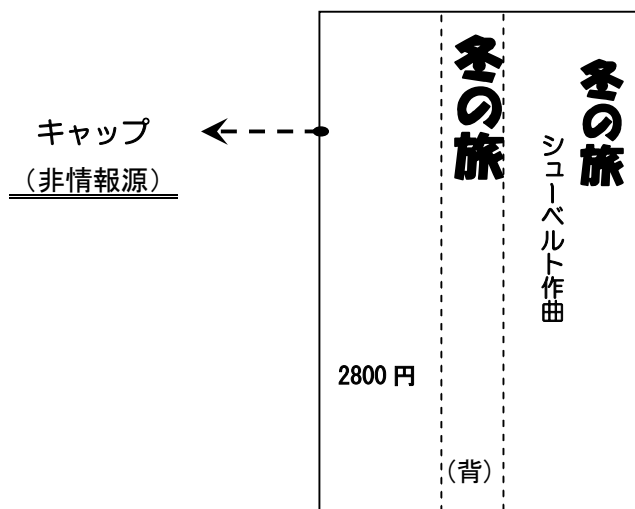 キャップ
(非情報源)
冬の旅
シューベルト作曲
冬の旅
(背)
2800 円